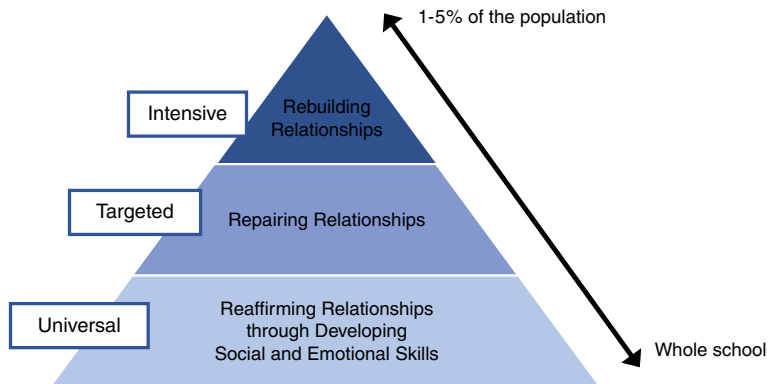 1-5% of the population
Intensive
Rebuilding
Relationships
Targeted
Repairing Relationships
Universal
Reaffirming Relationships
through Developing
Social and Emotional Skills
Whole school